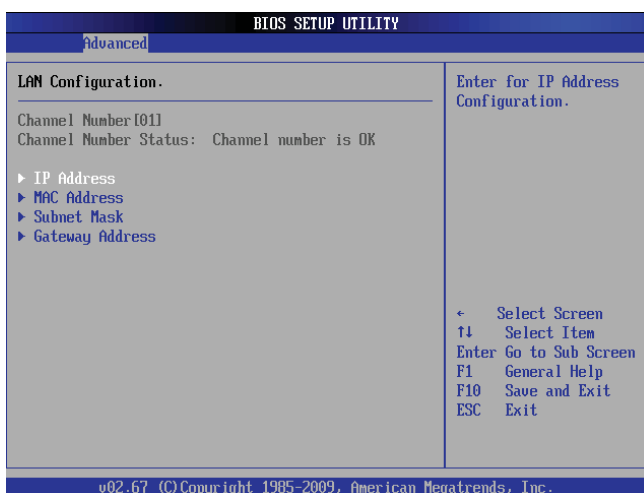 BIOS SETUP UTILITY
Advanced
LAN Configuration.
Channel Number[01]
Channel Number Status: Channel number is OK
▶ IP Address
▶ MAC Address
▶ Subnet Mask
▶ Gateway Address
Enter for IP Address
Configuration.
← Select Screen
↑↓ Select Item
Enter Go to Sub Screen
F1 General Help
F10 Save and Exit
ESC Exit
v02.67 (C)Copyright 1985-2009, American Megatrends, Inc.